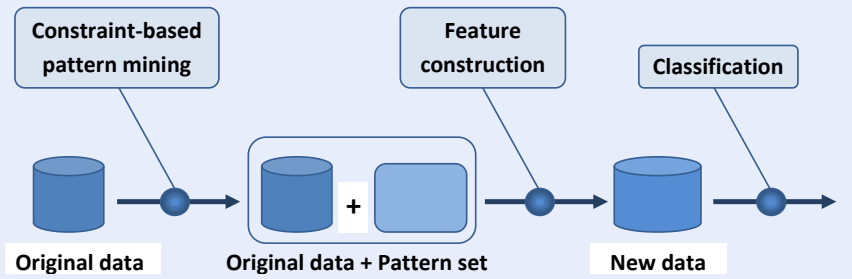 Constraint-based
pattern mining
Feature
construction
Classification
+
Original data
Original data + Pattern set
New data